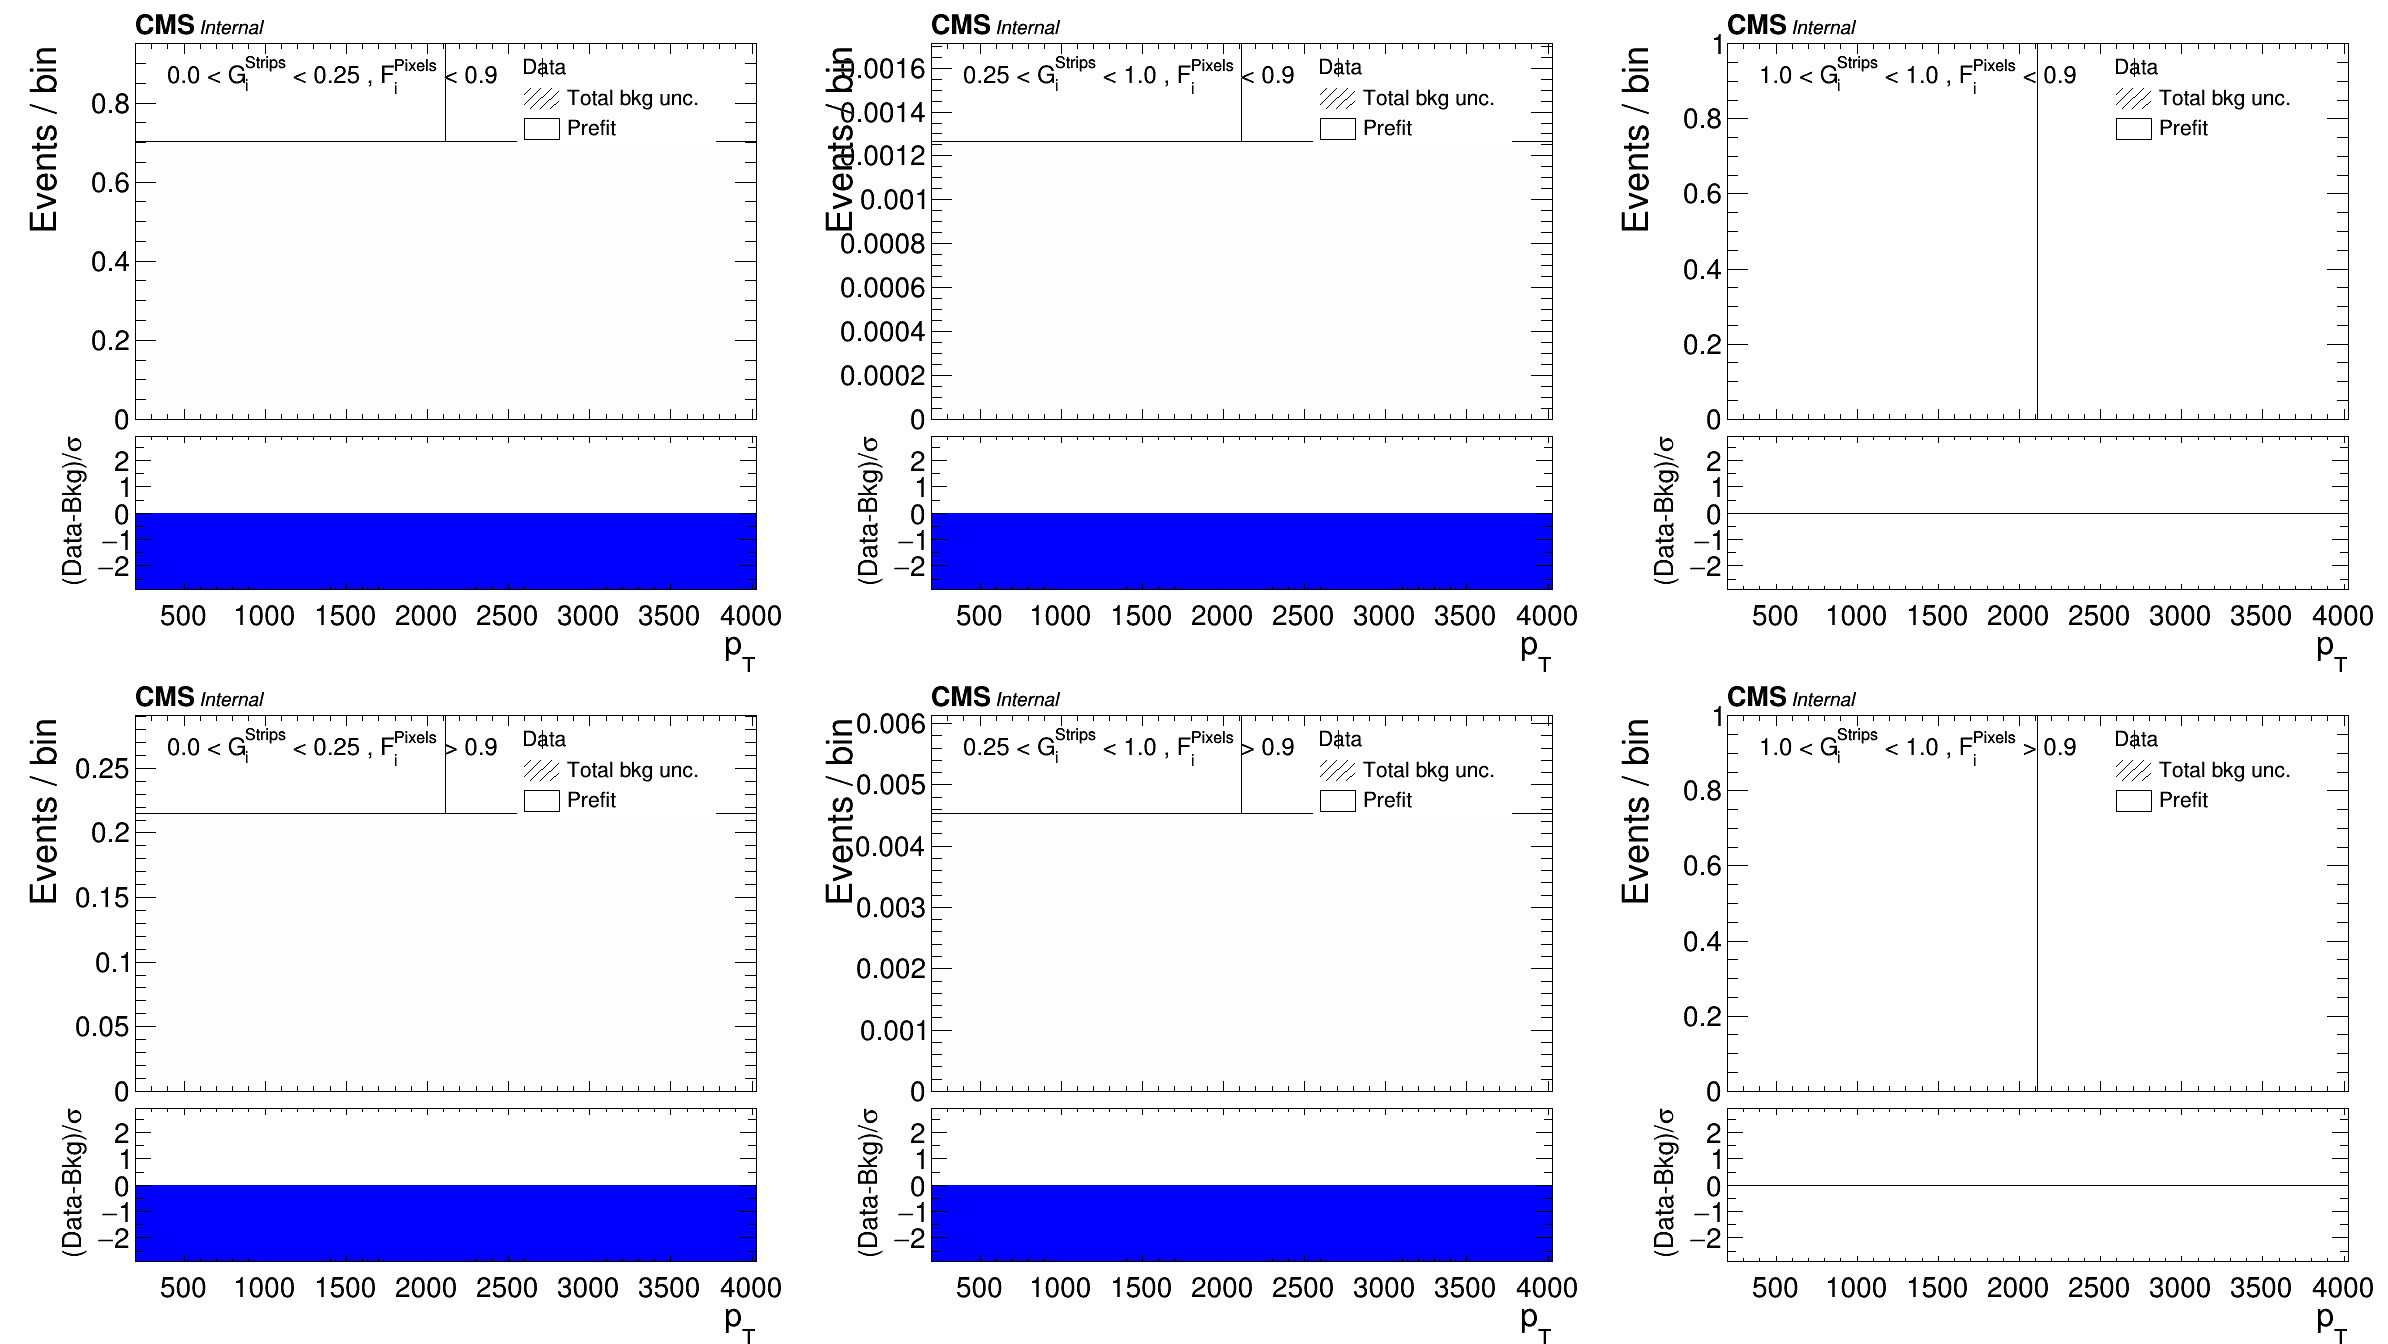 CMS Internal
0.0 < G_i^Strips < 0.25 , F_i^Pixels < 0.9
Data
Total bkg unc.
Prefit
Events / bin
0.8
0.6
0.4
0.2
0
(Data-Bkg)/σ
2
1
0
−1
−2
500 1000 1500 2000 2500 3000 3500 4000
p_T
CMS Internal
0.25 < G_i^Strips < 1.0 , F_i^Pixels < 0.9
Data
Total bkg unc.
Prefit
Events / bin
0.0016
0.0014
0.0012
0.001
0.0008
0.0006
0.0004
0.0002
0
(Data-Bkg)/σ
2
1
0
−1
−2
500 1000 1500 2000 2500 3000 3500 4000
p_T
CMS Internal
1.0 < G_i^Strips < 1.0 , F_i^Pixels < 0.9
Data
Total bkg unc.
Prefit
Events / bin
1
0.8
0.6
0.4
0.2
0
(Data-Bkg)/σ
2
1
0
−1
−2
500 1000 1500 2000 2500 3000 3500 4000
p_T
CMS Internal
0.0 < G_i^Strips < 0.25 , F_i^Pixels > 0.9
Data
Total bkg unc.
Prefit
Events / bin
0.25
0.2
0.15
0.1
0.05
0
(Data-Bkg)/σ
2
1
0
−1
−2
500 1000 1500 2000 2500 3000 3500 4000
p_T
CMS Internal
0.25 < G_i^Strips < 1.0 , F_i^Pixels > 0.9
Data
Total bkg unc.
Prefit
Events / bin
0.006
0.005
0.004
0.003
0.002
0.001
0
(Data-Bkg)/σ
2
1
0
−1
−2
500 1000 1500 2000 2500 3000 3500 4000
p_T
CMS Internal
1.0 < G_i^Strips < 1.0 , F_i^Pixels > 0.9
Data
Total bkg unc.
Prefit
Events / bin
1
0.8
0.6
0.4
0.2
0
(Data-Bkg)/σ
2
1
0
−1
−2
500 1000 1500 2000 2500 3000 3500 4000
p_T